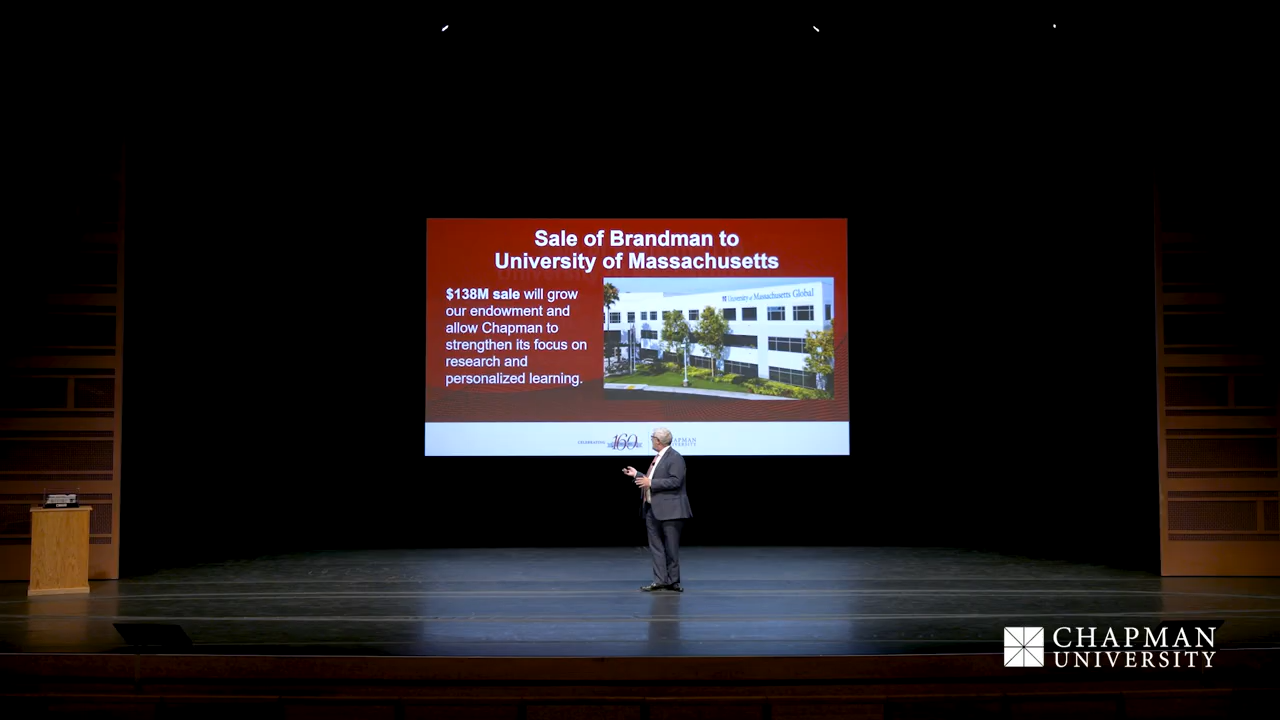 Sale of Brandman to
University of Massachusetts
$138M sale will grow
our endowment and
allow Chapman to
strengthen its focus on
research and
personalized learning.
University of Massachusetts Global
CELEBRATING
160
CHAPMAN
UNIVERSITY